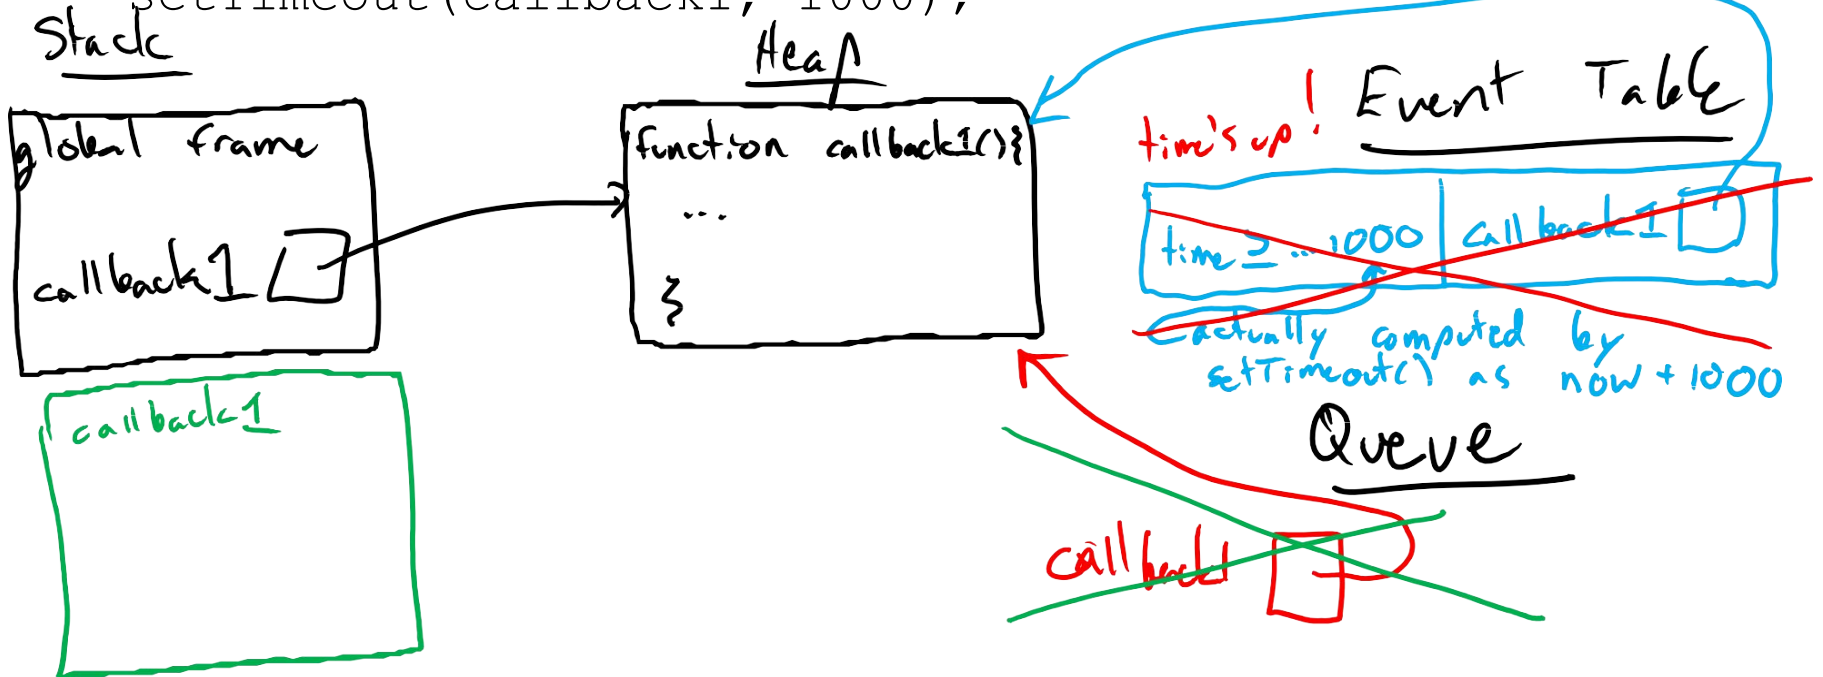 setTimeout(callback1, 1000);
Stack
global frame
callback1
callback1
Heap
function callback1(){
...
}
time's up!
Event Table
time ≥ ... 1000
callback1
actually computed by
setTimeout() as now + 1000
Queue
callback1